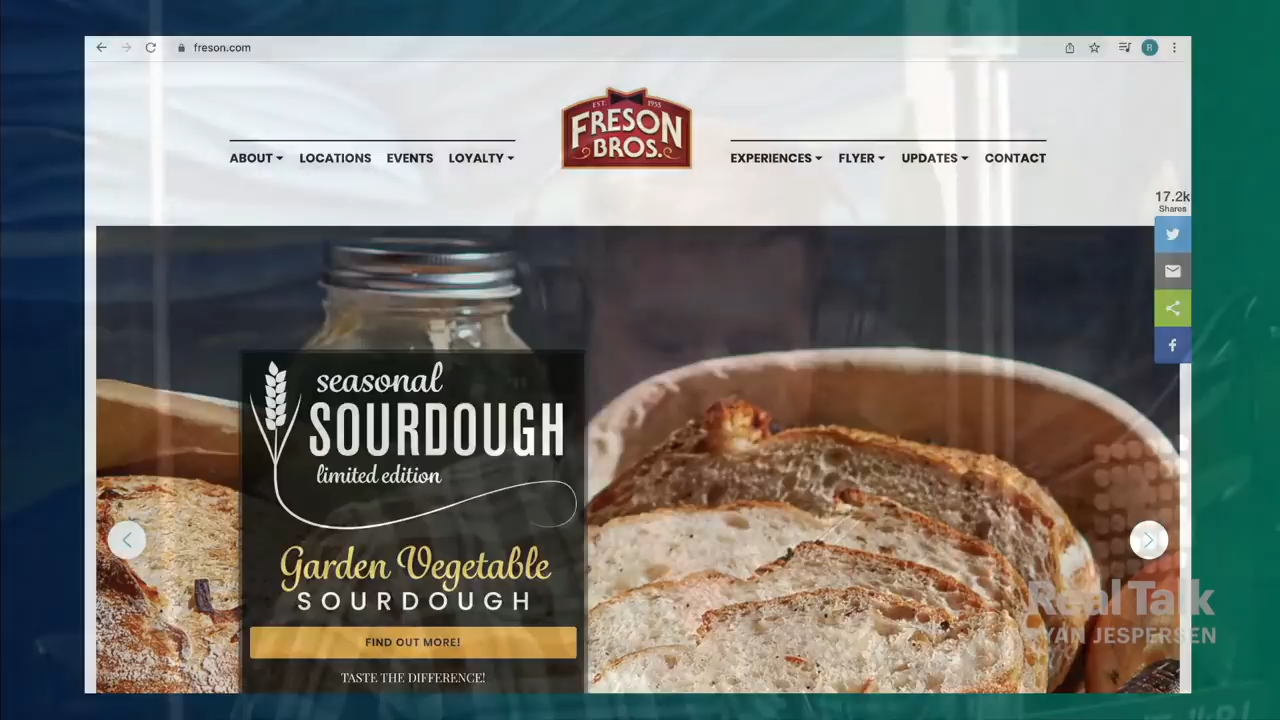 freson.com
R
EST. 1955
FRESON
BROS.
ABOUT LOCATIONS EVENTS LOYALTY
EXPERIENCES FLYER UPDATES CONTACT
17.2k
Shares
seasonal
SOURDOUGH
limited edition
Garden Vegetable
SOURDOUGH
FIND OUT MORE!
TASTE THE DIFFERENCE!
Real Talk
RYAN JESPERSEN